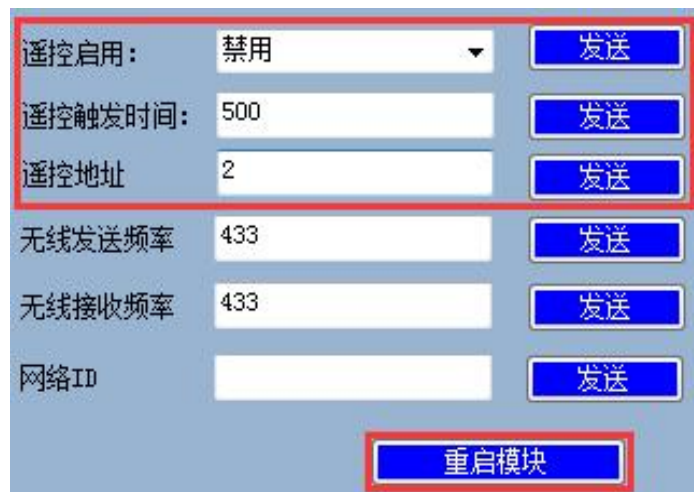 遥控启用: 禁用 发送
遥控触发时间: 500 发送
遥控地址 2 发送
无线发送频率 433 发送
无线接收频率 433 发送
网络ID 发送
重启模块